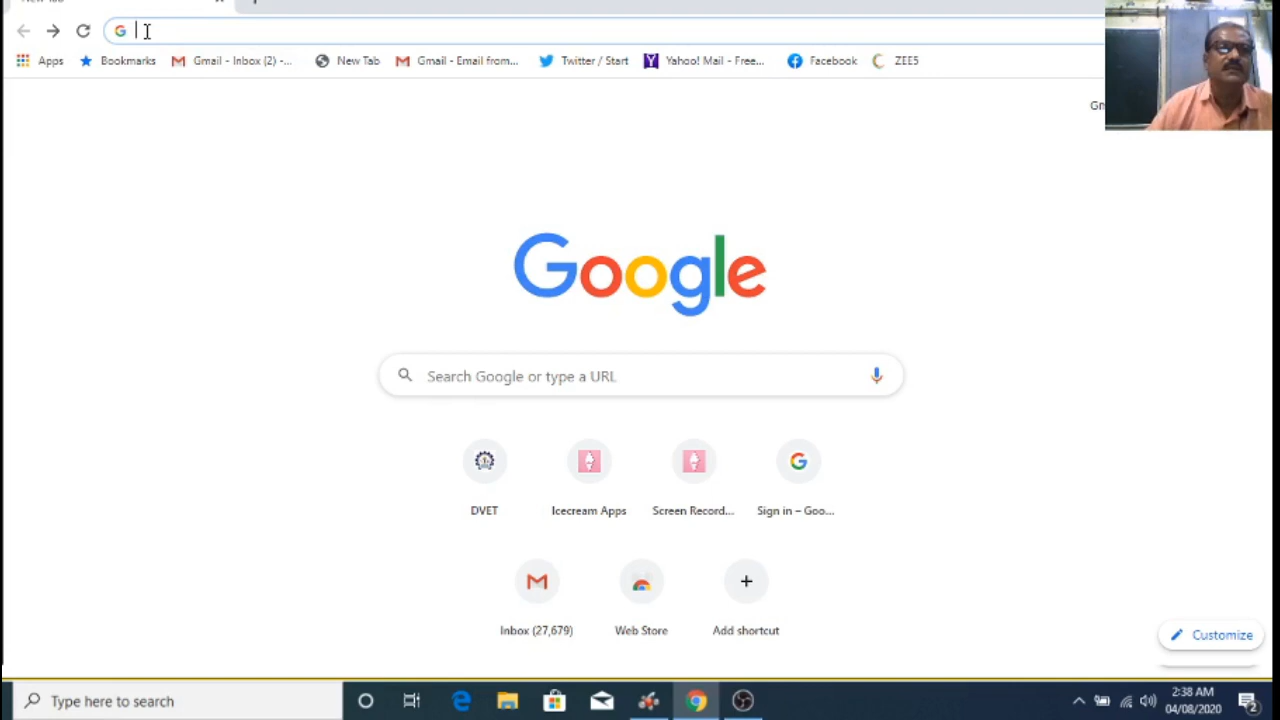 Apps
Bookmarks
Gmail - Inbox (2) -...
New Tab
Gmail - Email from...
Twitter / Start
Yahoo! Mail - Free...
Facebook
ZEE5
Google
Search Google or type a URL
DVET
Icecream Apps
Screen Record...
Sign in – Goo...
Inbox (27,679)
Web Store
Add shortcut
Customize
Type here to search
2:38 AM
04/08/2020
2